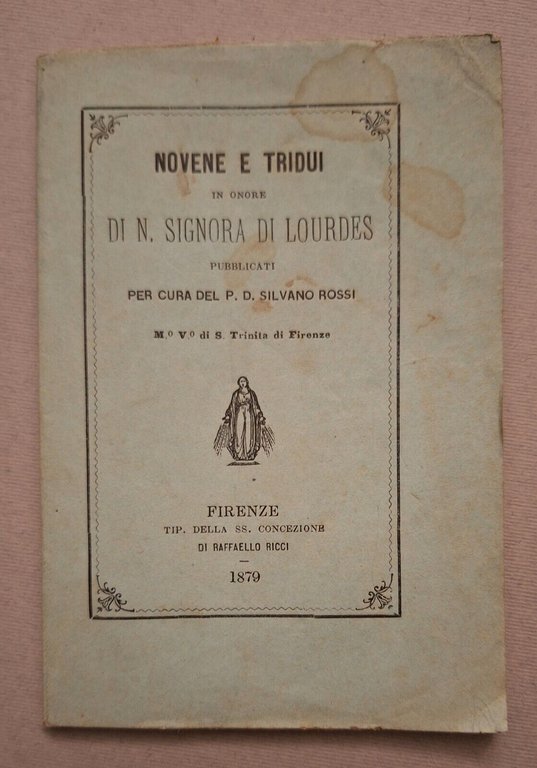 NOVENE E TRIDUI
IN ONORE
DI N. SIGNORA DI LOURDES
PUBBLICATI
PER CURA DEL P. D. SILVANO ROSSI
M.º V.º di S. Trinita di Firenze
FIRENZE
TIP. DELLA SS. CONCEZIONE
DI RAFFAELLO RICCI
—
1879